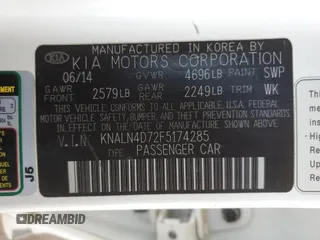 MANUFACTURED IN KOREA BY
KIA KIA MOTORS CORPORATION
06/14 GVWR 4696LB PAINT SWP
GAWR FRONT 2579LB GAWR REAR 2249LB TRIM WK
THIS VEHICLE CONFORMS TO ALL APPLICABLE FEDERAL
MOTOR VEHICLE SAFETY, BUMPER, AND THEFT PREVENTION
STANDARDS IN EFFECT ON THE DATE OF MANUFACTURE
SHOWN ABOVE.
V.I.N: KNALN4D72F5174285
TYPE: PASSENGER CAR
J5
DREAMBID